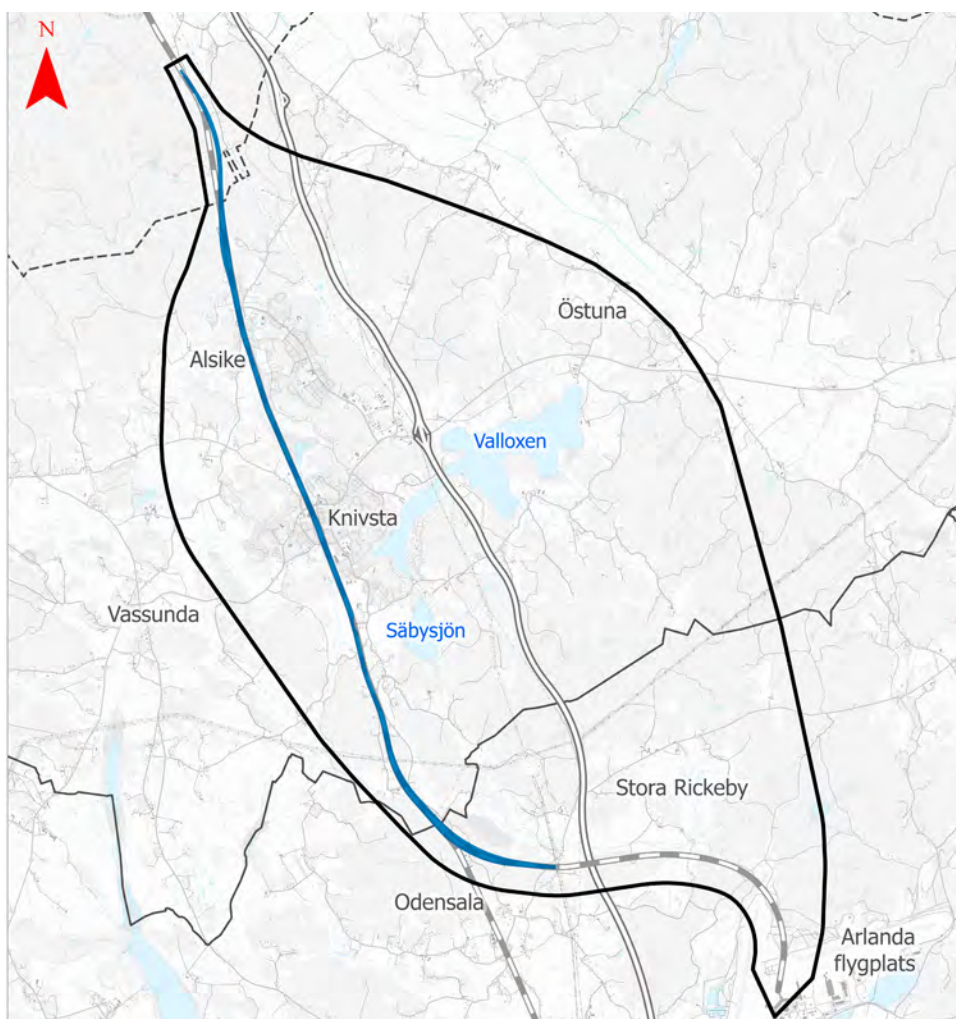 N
Östuna
Alsike
Valloxen
Knivsta
Vassunda
Säbysjön
Stora Rickeby
Odensala
Arlanda
flygplats